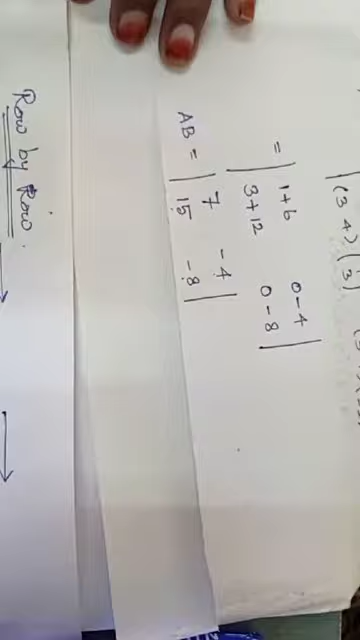 | (3 4) (3)
= | 1+6 0-4 |
3+12 0-8
AB = | 7 -4 |
15 -8
Row by Row.